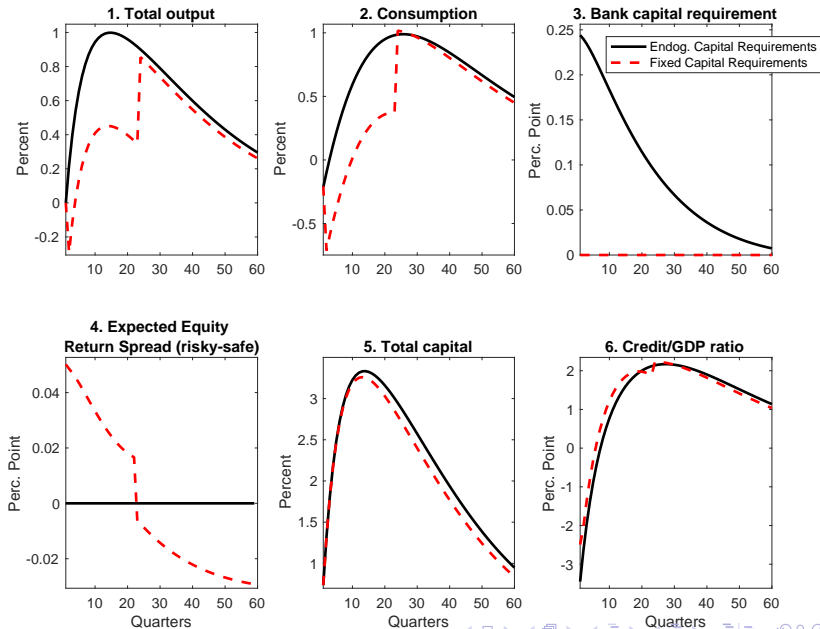 1. Total output
Percent
1
0.8
0.6
0.4
0.2
0
-0.2
10 20 30 40 50 60
2. Consumption
Percent
1
0.5
0
-0.5
10 20 30 40 50 60
3. Bank capital requirement
Endog. Capital Requirements
Fixed Capital Requirements
Perc. Point
0.25
0.2
0.15
0.1
0.05
0
10 20 30 40 50 60
4. Expected Equity
Return Spread (risky-safe)
Perc. Point
0.04
0.02
0
-0.02
10 20 30 40 50 60
Quarters
5. Total capital
Percent
3
2.5
2
1.5
1
10 20 30 40 50 60
Quarters
6. Credit/GDP ratio
Perc. Point
2
1
0
-1
-2
-3
10 20 30 40 50 60
Quarters